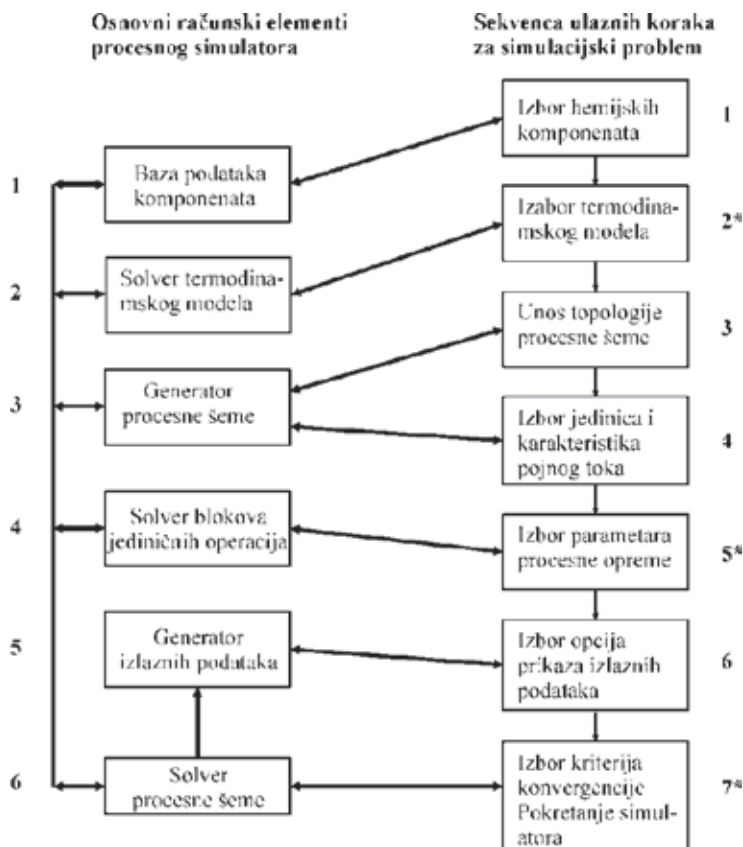 Osnovni računski elementi
procesnog simulatora
Sekvenca ulaznih koraka
za simulacijski problem
1
Baza podataka
komponenata
2
Solver termodina-
mskog modela
3
Generator
procesne šeme
4
Solver blokova
jediničnih operacija
5
Generator
izlaznih podataka
6
Solver
procesne šeme
Izbor hemijskih
komponenata
1
Izabor termodina-
mskog modela
2*
Unos topologije
procesne šeme
3
Izbor jedinica i
karakteristika
pojnog toka
4
Izbor parametara
procesne opreme
5*
Izbor opcija
prikaza izlaznih
podataka
6
Izbor kriterija
konvergencije
Pokretanje simul-
atora
7*